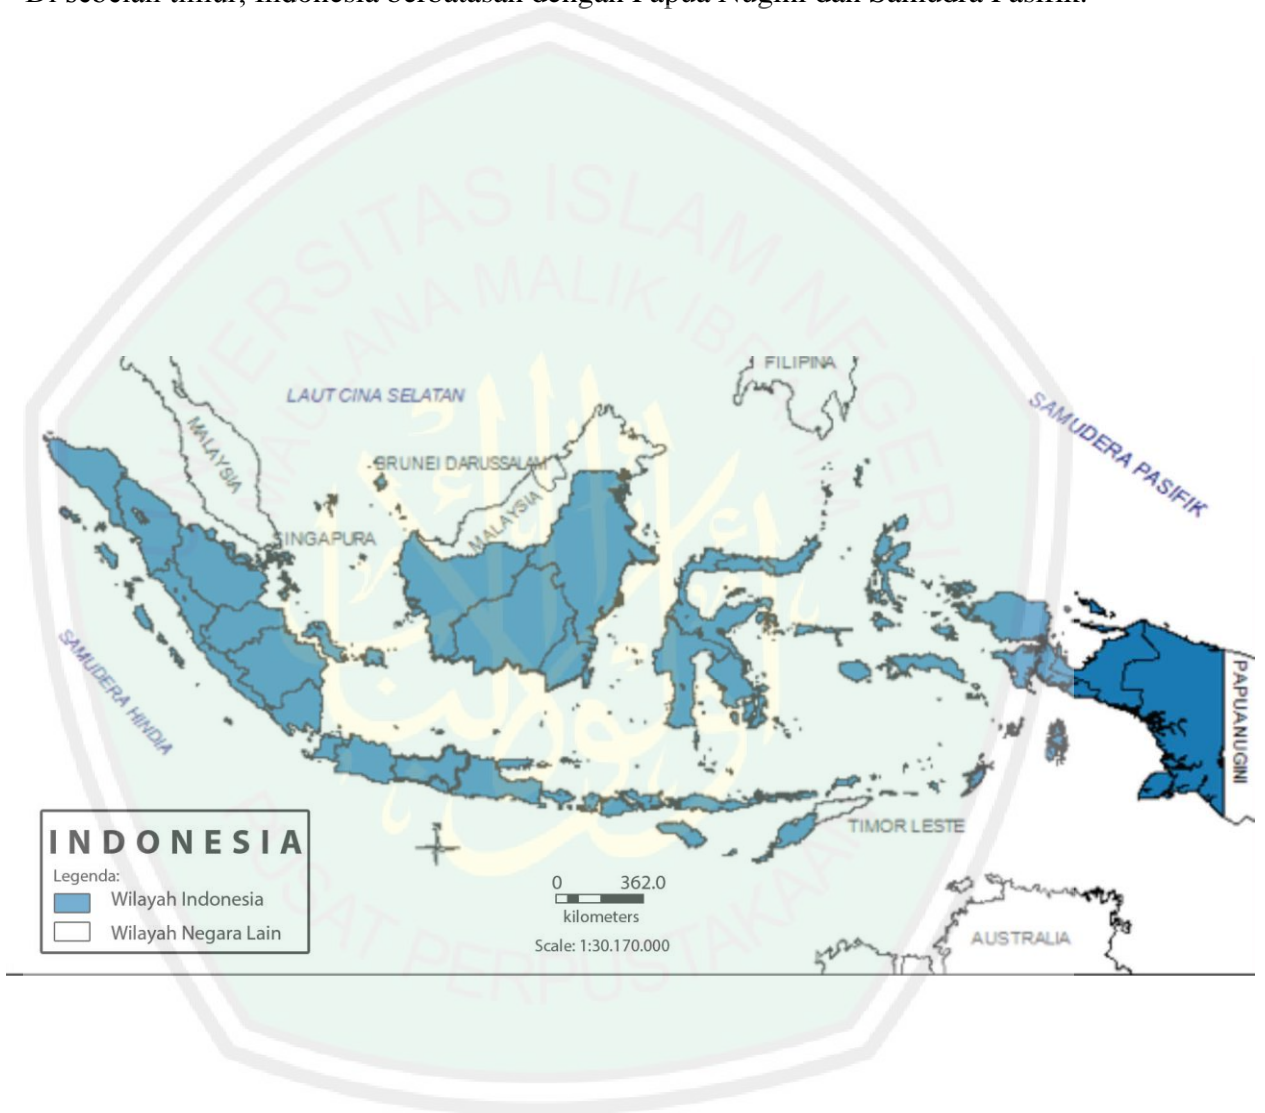 Di sebelah timur, Indonesia berbatasan dengan Papua Nugini dan Samudra Pasifik.
UNIVERSITAS ISLAM NEGERI
MAULANA MALIK IBRAHIM
FILIPINA
LAUT CINA SELATAN
SAMUDERA PASIFIK
MALAYSIA
BRUNEI DARUSSALAM
MALAYSIA
SINGAPURA
SAMUDERA HINDIA
PAPUANUGINI
TIMOR LESTE
INDONESIA
Legenda:
Wilayah Indonesia
Wilayah Negara Lain
0 362.0
kilometers
Scale: 1:30.170.000
AUSTRALIA
PUSAT PERPUSTAKAAN